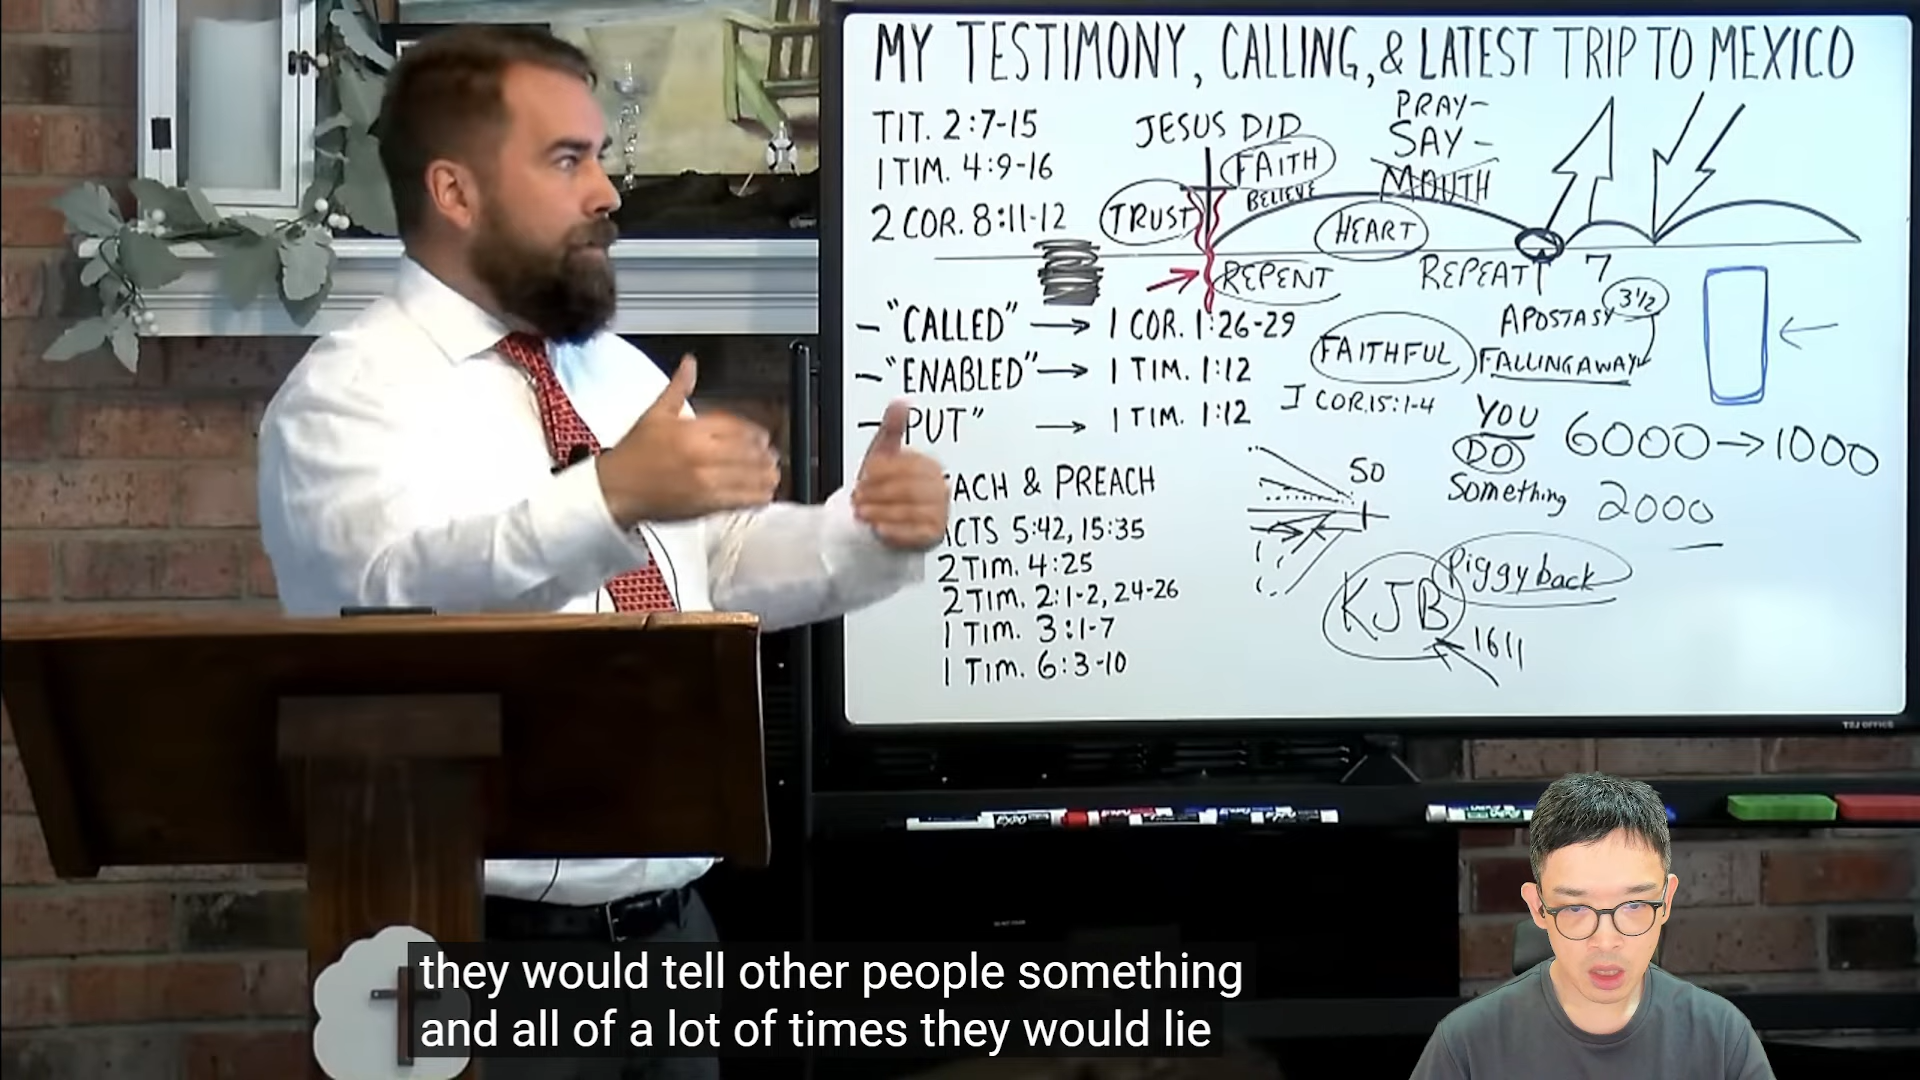 MY TESTIMONY, CALLING, & LATEST TRIP TO MEXICO
TIT. 2:7-15
1 TIM. 4:9-16
2 COR. 8:11-12
JESUS DID
FAITH
BELIEVE
TRUST
HEART
REPENT
PRAY-
SAY-
MOUTH
REPEAT
7
3½
APOSTASY
FALLING AWAY
- "CALLED" → 1 COR. 1:26-29
- "ENABLED" → 1 TIM. 1:12
- PUT" → 1 TIM. 1:12
FAITHFUL
I COR.15:1-4
YOU
DO
Something
6000 → 1000
2000
ACH & PREACH
ACTS 5:42, 15:35
2 TIM. 4:25
2 TIM. 2:1-2, 24-26
1 TIM. 3:1-7
1 TIM. 6:3-10
50
KJB
Piggyback
1611
EXPO
they would tell other people something
and all of a lot of times they would lie